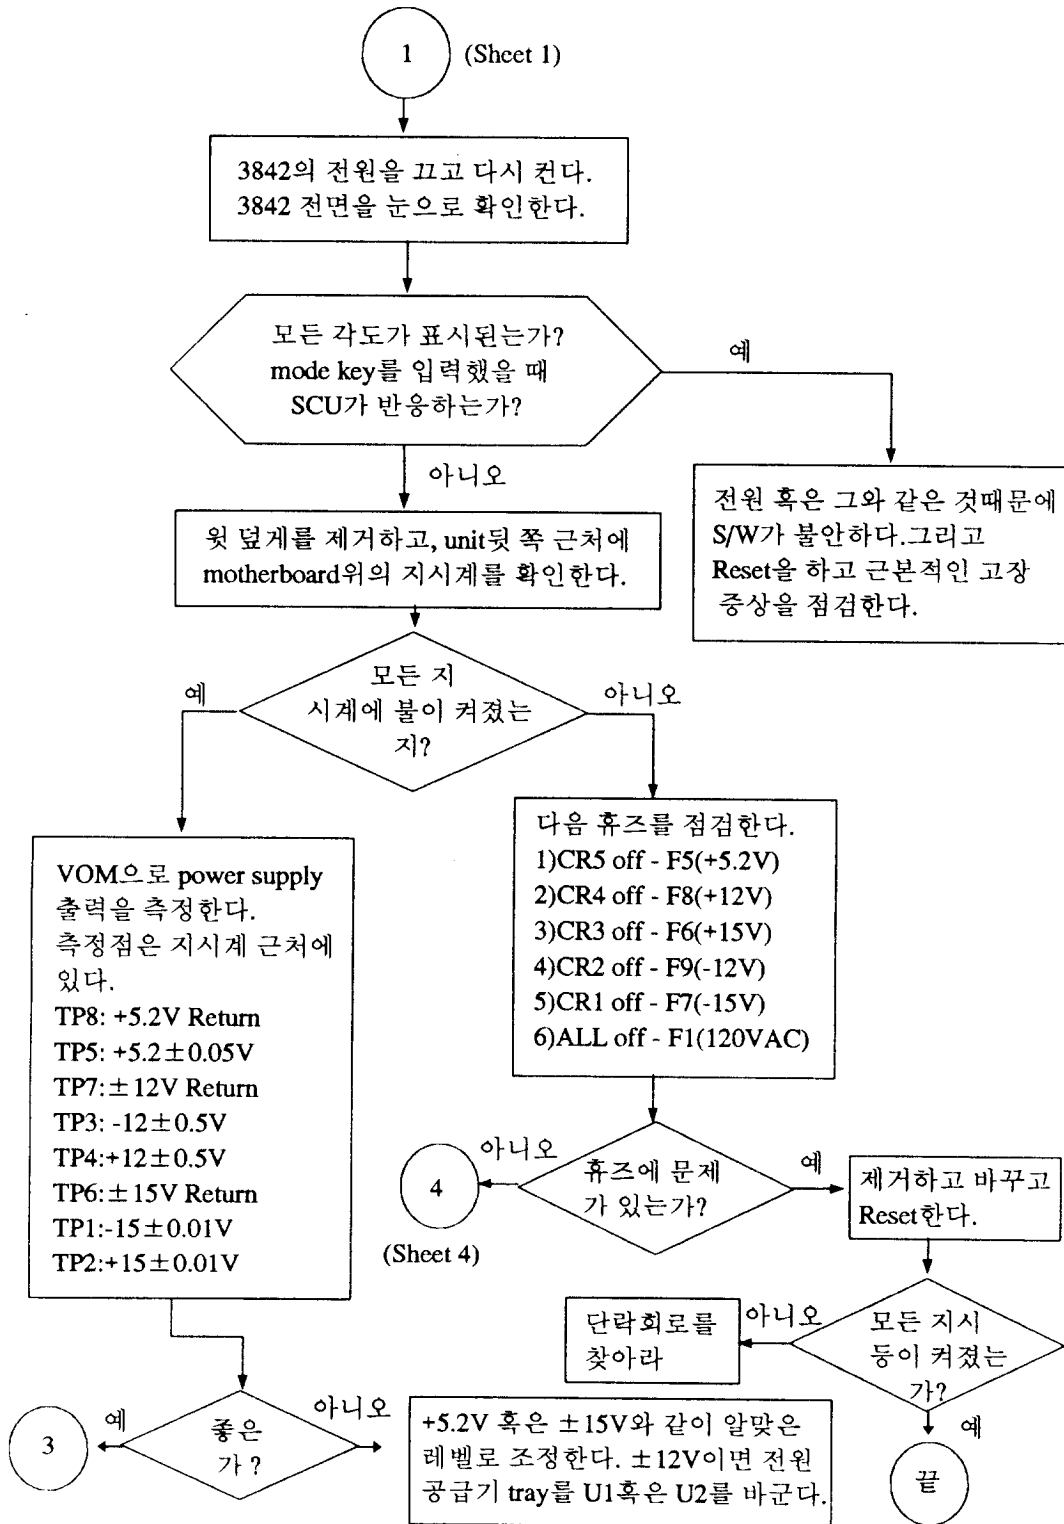 1
(Sheet 1)
3842의 전원을 끄고 다시 컨다.
3842 전면을 눈으로 확인한다.
모든 각도가 표시된는가?
mode key를 입력했을 때
SCU가 반응하는가?
예
아니오
전원 혹은 그와 같은 것때문에
S/W가 불안하다.그리고
Reset을 하고 근본적인 고장
증상을 점검한다.
윗 덮게를 제거하고, unit뒷 쪽 근처에
motherboard위의 지시계를 확인한다.
모든 지
시계에 불이 켜졌는
지?
예
아니오
VOM으로 power supply
출력을 측정한다.
측정점은 지시계 근처에
있다.
TP8: +5.2V Return
TP5: +5.2±0.05V
TP7:±12V Return
TP3: -12±0.5V
TP4:+12±0.5V
TP6:±15V Return
TP1:-15±0.01V
TP2:+15±0.01V
다음 휴즈를 점검한다.
1)CR5 off - F5(+5.2V)
2)CR4 off - F8(+12V)
3)CR3 off - F6(+15V)
4)CR2 off - F9(-12V)
5)CR1 off - F7(-15V)
6)ALL off - F1(120VAC)
아니오
4
(Sheet 4)
휴즈에 문제
가 있는가?
예
제거하고 바꾸고
Reset한다.
단락회로를
찾아라
아니오
모든 지시
등이 켜졌는
가?
예
끝
3
예
좋은
가 ?
아니오
+5.2V 혹은 ±15V와 같이 알맞은
레벨로 조정한다. ±12V이면 전원
공급기 tray를 U1혹은 U2를 바군다.